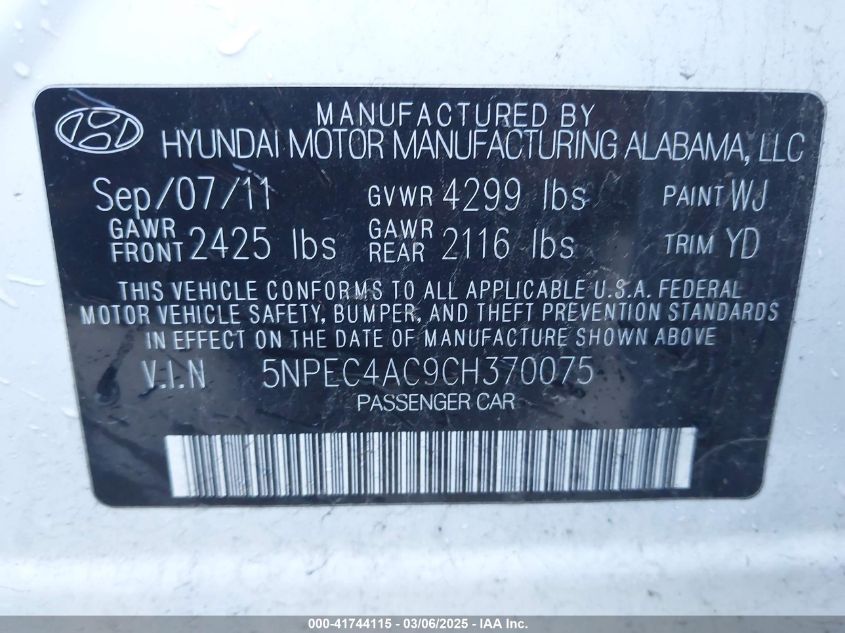 MANUFACTURED BY
HYUNDAI MOTOR MANUFACTURING ALABAMA, LLC
Sep/07/11 GVWR 4299 lbs PAINT WJ
GAWR FRONT 2425 lbs GAWR REAR 2116 lbs TRIM YD
THIS VEHICLE CONFORMS TO ALL APPLICABLE U.S.A. FEDERAL
MOTOR VEHICLE SAFETY, BUMPER, AND THEFT PREVENTION STANDARDS
IN EFFECT ON THE DATE OF MANUFACTURE SHOWN ABOVE
V.I.N 5NPEC4AC9CH370075
PASSENGER CAR
000-41744115 - 03/06/2025 - COPYRIGHT IAA, LLC.